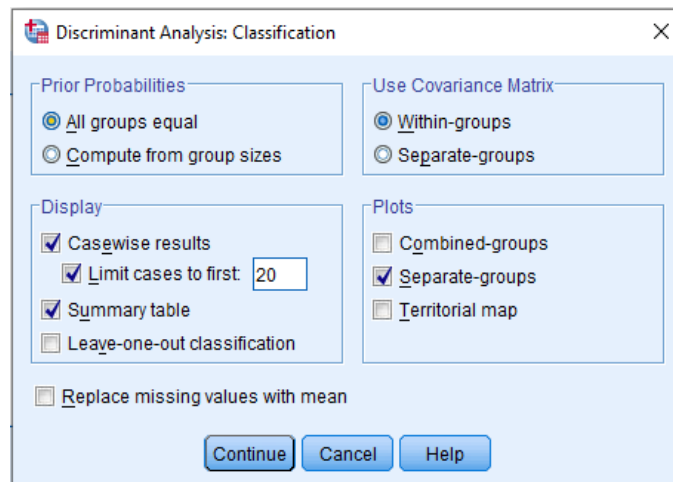 Discriminant Analysis: Classification
Prior Probabilities
All groups equal
Compute from group sizes
Use Covariance Matrix
Within-groups
Separate-groups
Display
Casewise results
Limit cases to first: 20
Summary table
Leave-one-out classification
Plots
Combined-groups
Separate-groups
Territorial map
Replace missing values with mean
Continue Cancel Help